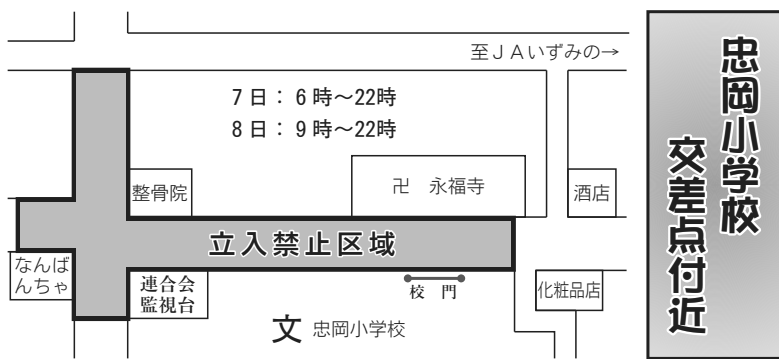 至ＪＡいずみの→
7日：6時～22時
8日：9時～22時
整骨院
卍　永福寺
酒店
立入禁止区域
なんば
んちゃ
連合会
監視台
校　門
化粧品店
文 忠岡小学校
忠岡小学校
交差点付近